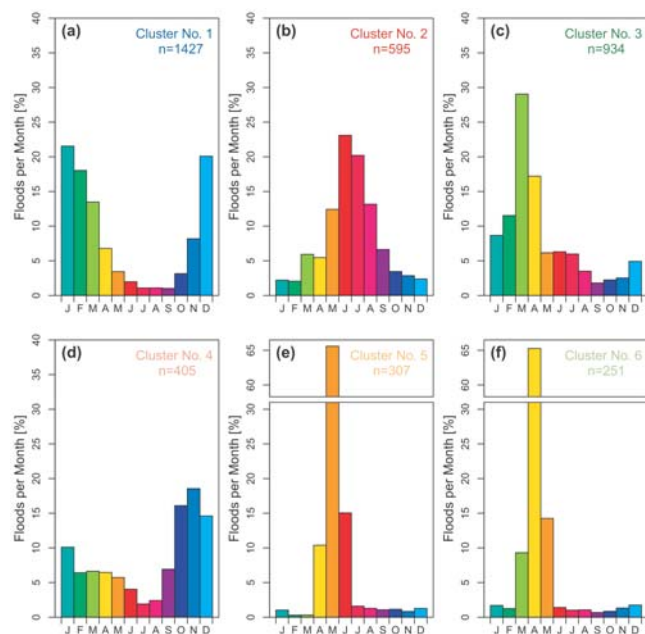 (a)
Cluster No. 1
n=1427
Floods per Month [%]
0 5 10 15 20 25 30 35 40
J F M A M J J A S O N D
(b)
Cluster No. 2
n=595
Floods per Month [%]
0 5 10 15 20 25 30 35 40
J F M A M J J A S O N D
(c)
Cluster No. 3
n=934
Floods per Month [%]
0 5 10 15 20 25 30 35 40
J F M A M J J A S O N D
(d)
Cluster No. 4
n=405
Floods per Month [%]
0 5 10 15 20 25 30 35 40
J F M A M J J A S O N D
(e)
Cluster No. 5
n=307
Floods per Month [%]
0 5 10 15 20 25 30 60 65
J F M A M J J A S O N D
(f)
Cluster No. 6
n=251
Floods per Month [%]
0 5 10 15 20 25 30 60 65
J F M A M J J A S O N D